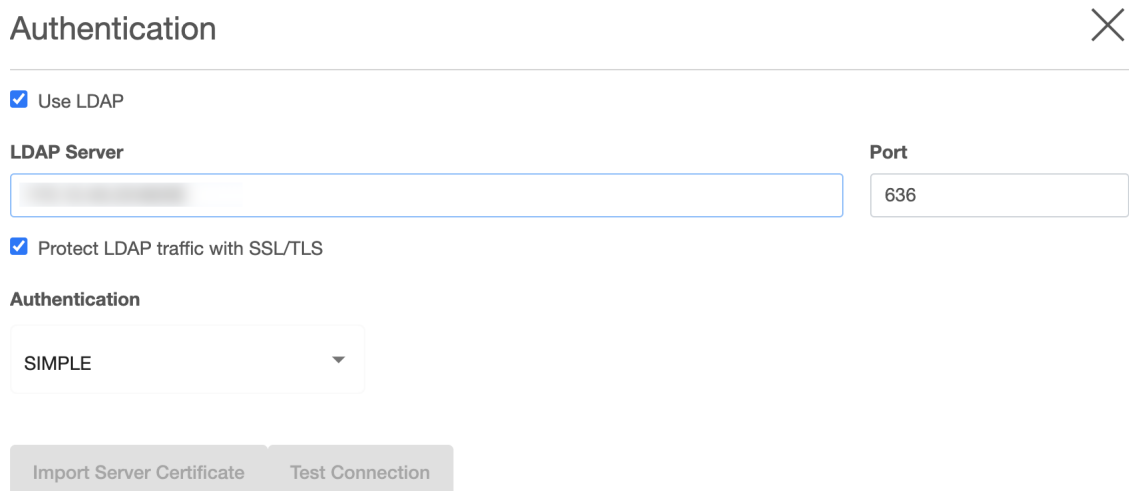 Authentication
Use LDAP
LDAP Server Port
636
Protect LDAP traffic with SSL/TLS
Authentication
SIMPLE
Import Server Certificate Test Connection